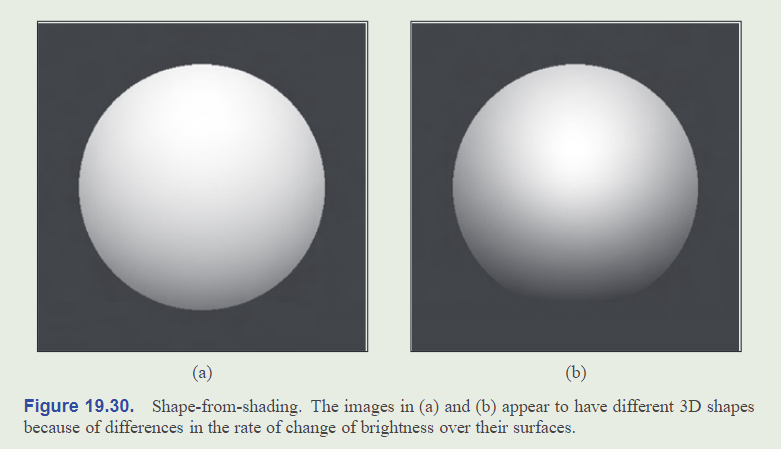 (a)
(b)
Figure 19.30. Shape-from-shading. The images in (a) and (b) appear to have different 3D shapes
because of differences in the rate of change of brightness over their surfaces.